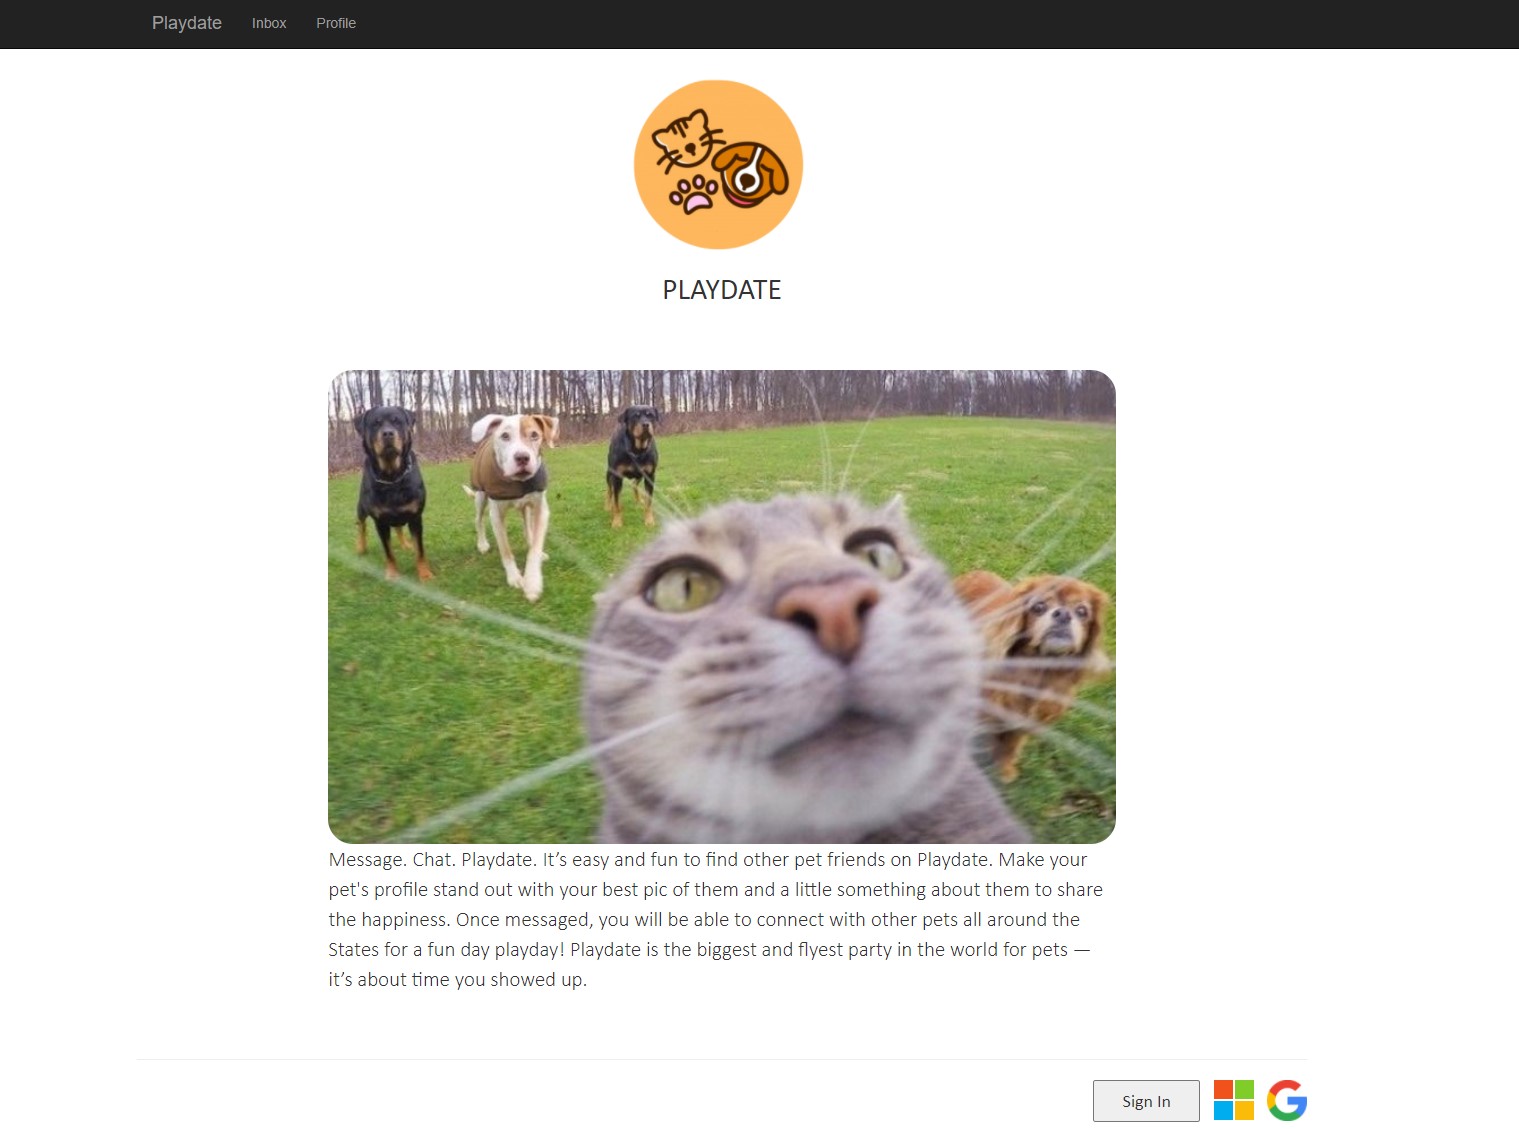 Playdate Inbox Profile
PLAYDATE
Message. Chat. Playdate. It’s easy and fun to find other pet friends on Playdate. Make your
pet's profile stand out with your best pic of them and a little something about them to share
the happiness. Once messaged, you will be able to connect with other pets all around the
States for a fun day playday! Playdate is the biggest and flyest party in the world for pets —
it’s about time you showed up.
Sign In